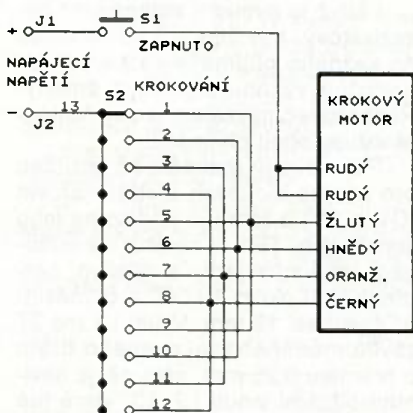 J1
S1
+
ZAPNUTO
NAPÁJECÍ
NAPĚTÍ
KROKOVÁNÍ
S2
- 13
J2
1
2
3
4
5
6
7
8
9
10
11
12
KROKOVÝ
MOTOR
RUDÝ
RUDÝ
ŽLUTÝ
HNĚDÝ
ORANŽ.
ČERNÝ